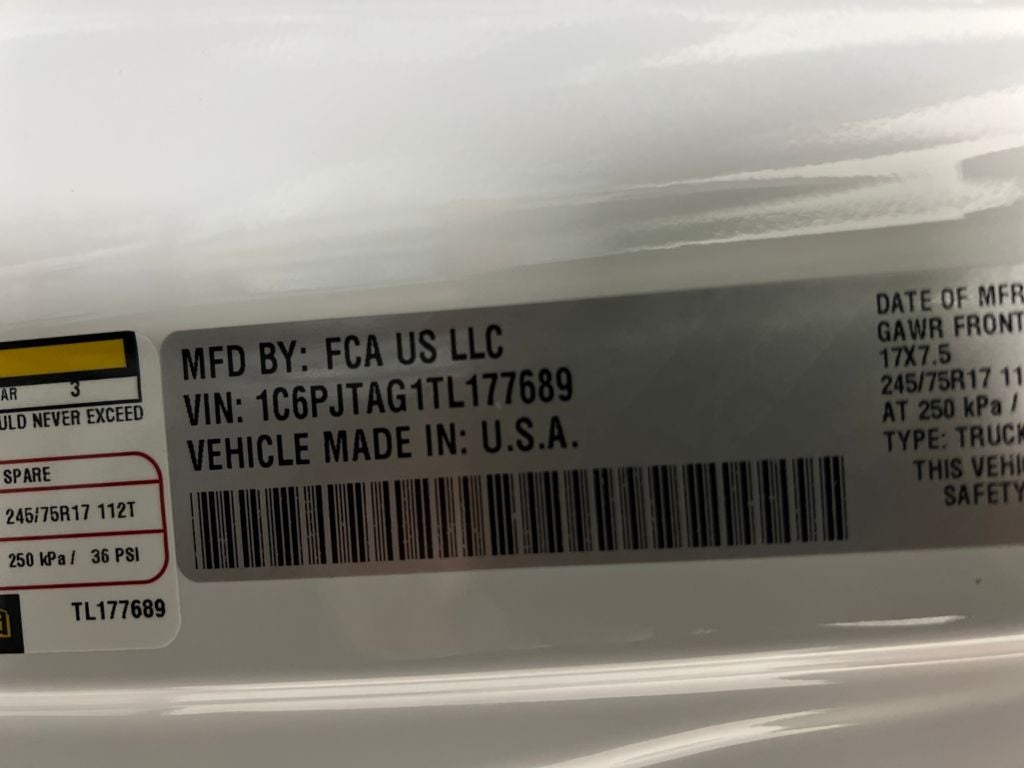 AR 3
ULD NEVER EXCEED
SPARE
245/75R17 112T
250 kPa / 36 PSI
TL177689
MFD BY: FCA US LLC
VIN: 1C6PJTAG1TL177689
VEHICLE MADE IN: U.S.A.
DATE OF MFR
GAWR FRONT
17X7.5
245/75R17 11
AT 250 kPa /
TYPE: TRUCK
THIS VEHI
SAFETY